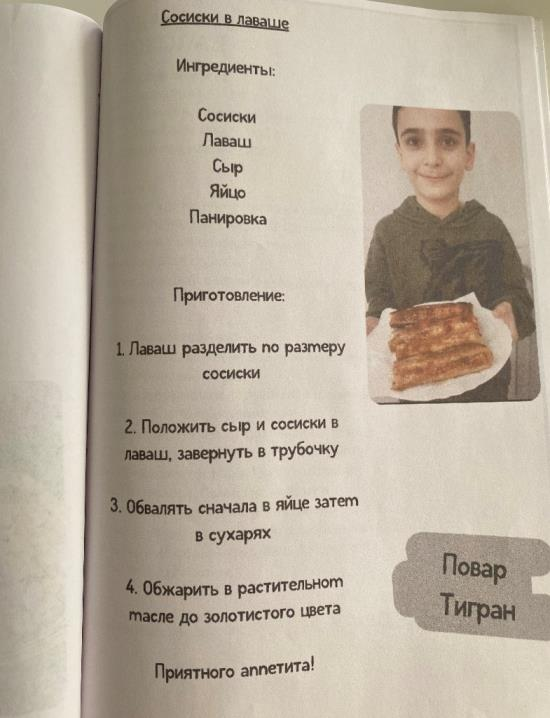 Сосиски в лаваше
Ингредиенты:
Сосиски
Лаваш
Сыр
Яйцо
Панировка
Приготовление:
1. Лаваш разделить по размеру
сосиски
2. Положить сыр и сосиски в
лаваш, завернуть в трубочку
3. Обвалять сначала в яйце затем
в сухарях
4. Обжарить в растительном
масле до золотистого цвета
Приятного аппетита!
Повар
Тигран